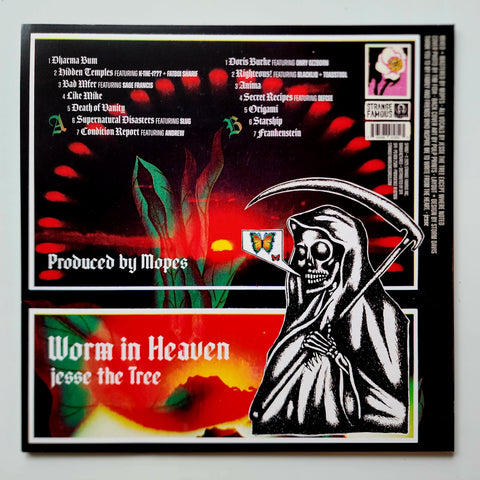 1 Dharma Bum
2 Hidden Temples FEATURING K-THE-I??? + FATBOI SHARIF
3 Bad Mfer FEATURING SAGE FRANCIS
4 Like Mike
5 Death of Vanity
6 Supernatural Disasters FEATURING SLUG
7 Condition Report FEATURING ANDREW
A
1 Doris Burke FEATURING OHMY OZZBORN
2 Righteous! FEATURING BLACKLIQ + TOADSTOOL
3 Anima
4 Secret Recipes FEATURING DEFCEE
5 Origami
6 Starship
7 Frankenstein
B
STRANGE
FAMOUS
Produced by Mopes
Worm in Heaven
jesse the Tree